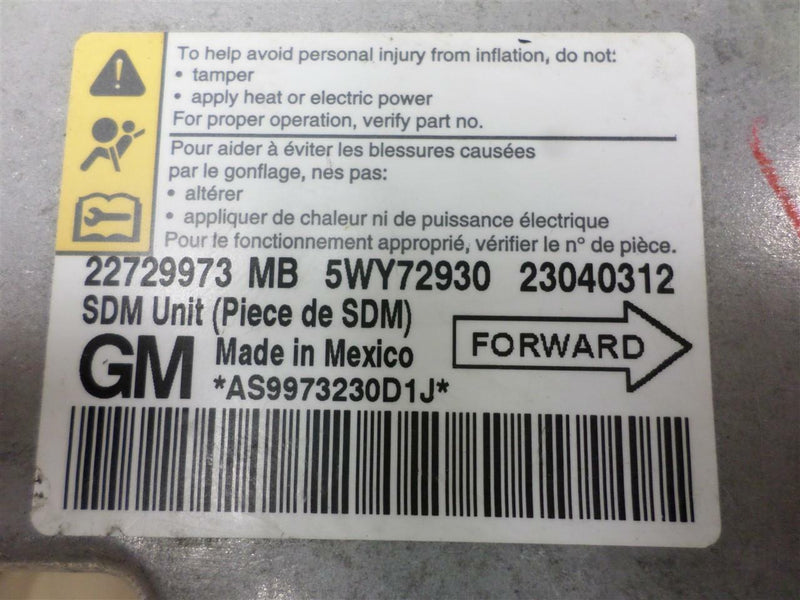 To help avoid personal injury from inflation, do not:
• tamper
• apply heat or electric power
For proper operation, verify part no.
Pour aider à éviter les blessures causées
par le gonflage, nes pas:
• altérer
• appliquer de chaleur ni de puissance électrique
Pour le fonctionnement approprié, vérifier le n° de pièce.
22729973 MB 5WY72930 23040312
SDM Unit (Piece de SDM)
GM Made in Mexico
FORWARD
*AS9973230D1J*